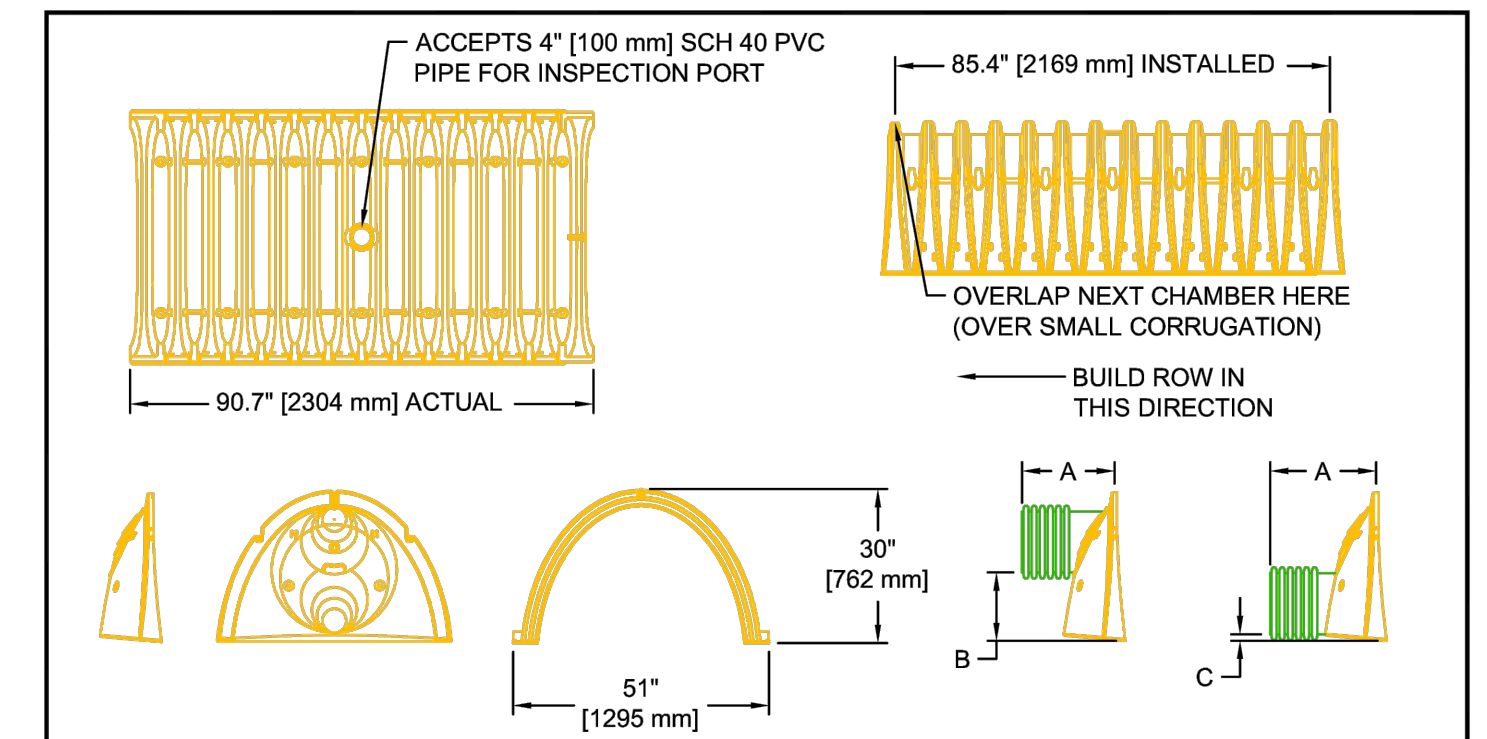 ACCEPTS 4" [100 mm] SCH 40 PVC
PIPE FOR INSPECTION PORT
85.4" [2169 mm] INSTALLED
OVERLAP NEXT CHAMBER HERE
(OVER SMALL CORRUGATION)
BUILD ROW IN
THIS DIRECTION
90.7" [2304 mm] ACTUAL
30"
[762 mm]
51"
[1295 mm]
A
B
A
C